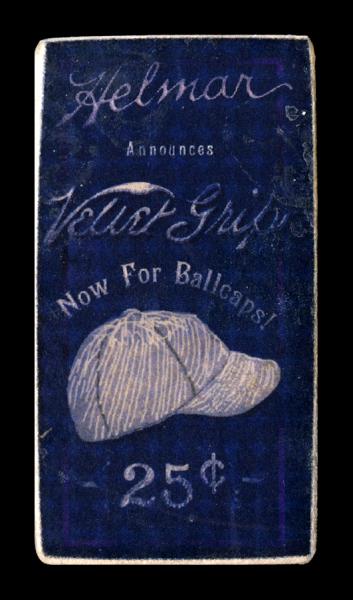 Helmar
Announces
Velvet Grip
Now For Ballcaps!
25¢